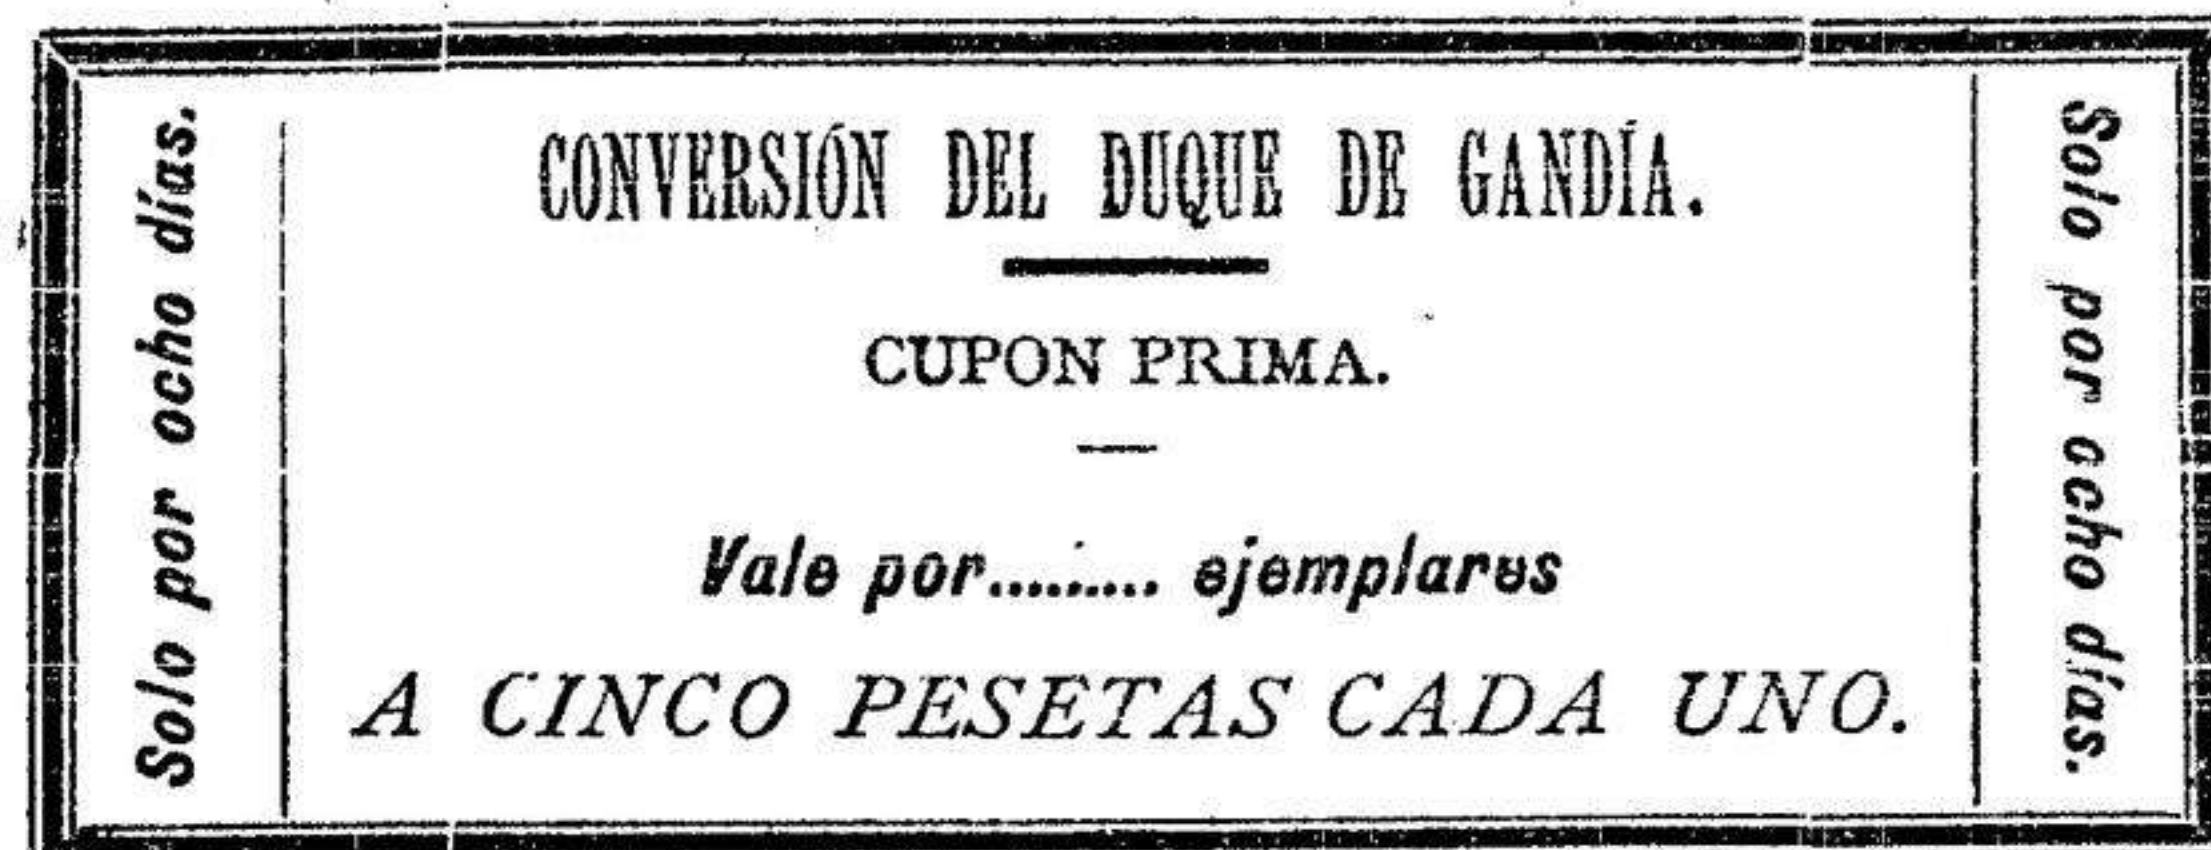 Solo por ocho días.
CONVERSIÓN DEL DUQUE DE GANDÍA.
CUPON PRIMA.
Vale por......... ejemplares
A CINCO PESETAS CADA UNO.
Solo por ocho días.